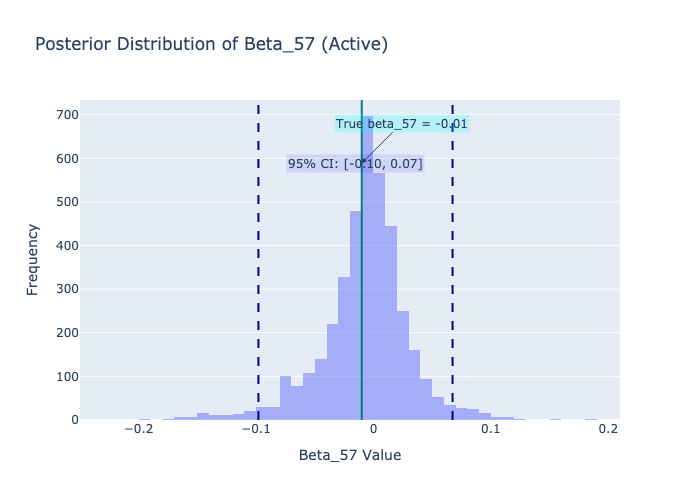 Posterior Distribution of Beta_57 (Active)
700
600
500
400
300
200
100
0
Frequency
True beta_57 = -0.01
95% CI: [-0.10, 0.07]
−0.2
−0.1
0
0.1
0.2
Beta_57 Value